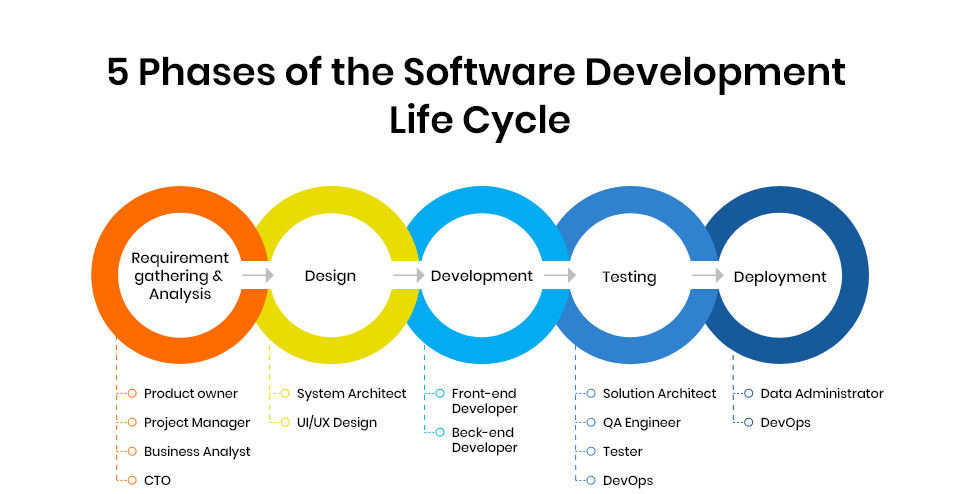 5 Phases of the Software Development
Life Cycle
Requirement
gathering &
Analysis
Design
Development
Testing
Deployment
Product owner
Project Manager
Business Analyst
CTO
System Architect
UI/UX Design
Front-end
Developer
Beck-end
Developer
Solution Architect
QA Engineer
Tester
DevOps
Data Administrator
DevOps